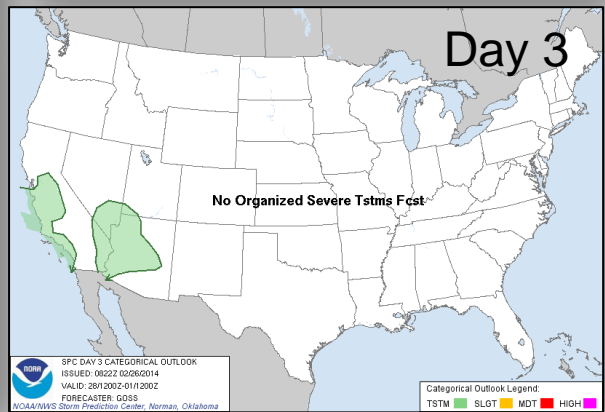 Day 3
No Organized Severe Tstms Fcst
NOAA
SPC DAY 3 CATEGORICAL OUTLOOK
ISSUED: 0822Z 02/26/2014
VALID: 28/1200Z-01/1200Z
FORECASTER: GOSS
NOAA/NWS Storm Prediction Center, Norman, Oklahoma
Categorical Outlook Legend:
TSTM SLGT MDT HIGH